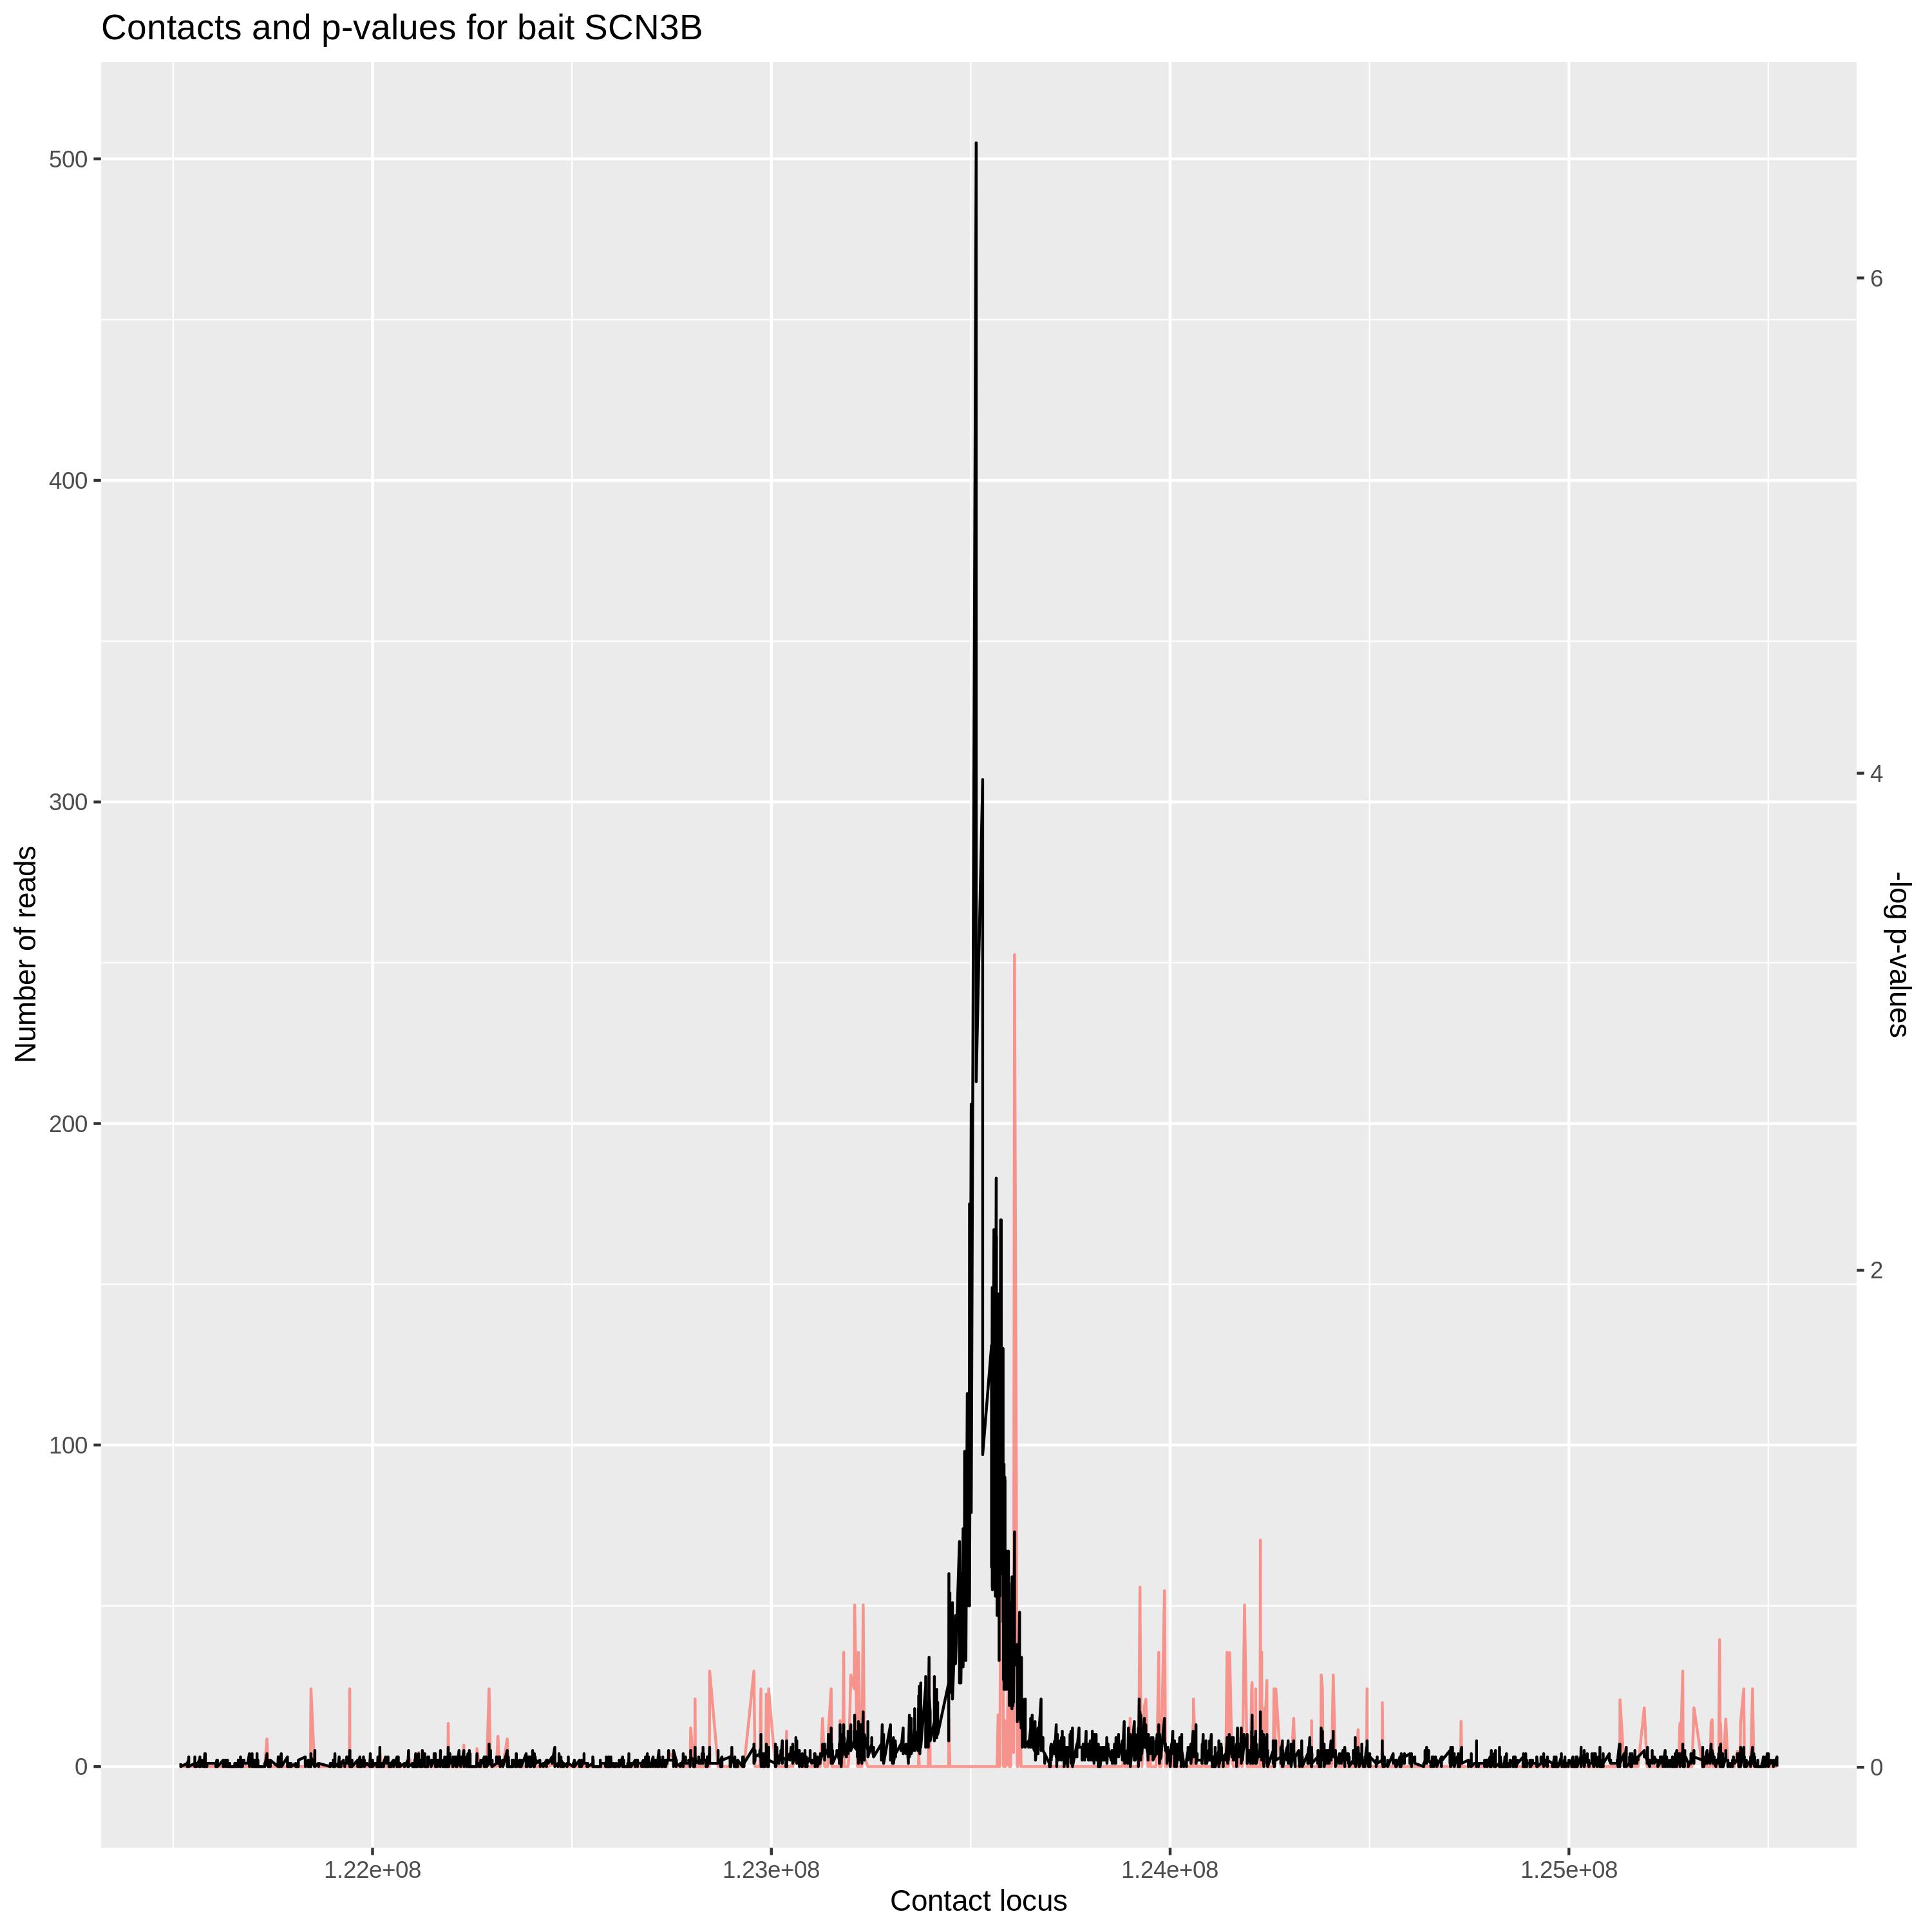 Contacts and p-values for bait SCN3B
500
400
300
200
100
0
Number of reads
6
4
2
0
-log p-values
1.22e+08
1.23e+08
1.24e+08
1.25e+08
Contact locus